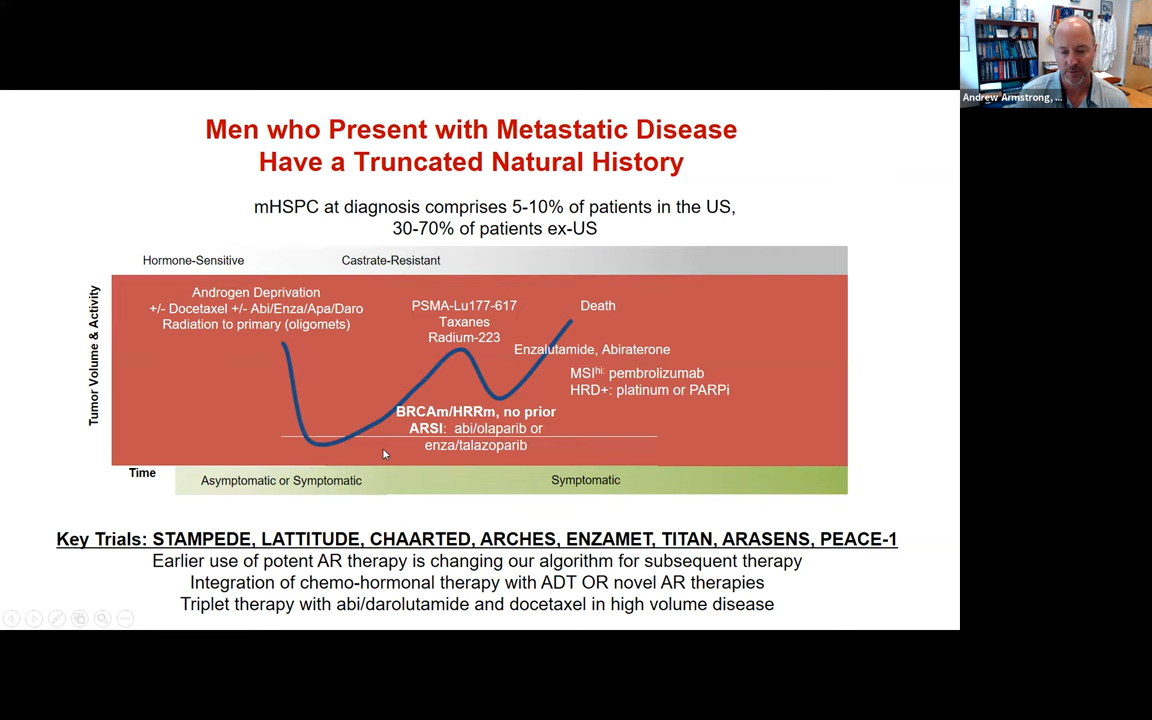 Andrew Armstrong, ...
Men who Present with Metastatic Disease
Have a Truncated Natural History
mHSPC at diagnosis comprises 5-10% of patients in the US,
30-70% of patients ex-US
Hormone-Sensitive
Castrate-Resistant
Tumor Volume & Activity
Androgen Deprivation
+/- Docetaxel +/- Abi/Enza/Apa/Daro
Radiation to primary (oligomets)
PSMA-Lu177-617
Taxanes
Radium-223
Death
Enzalutamide, Abiraterone
MSIhi: pembrolizumab
HRD+: platinum or PARPi
BRCAm/HRRm, no prior
ARSI: abi/olaparib or
enza/talazoparib
Time
Asymptomatic or Symptomatic
Symptomatic
Key Trials: STAMPEDE, LATTITUDE, CHAARTED, ARCHES, ENZAMET, TITAN, ARASENS, PEACE-1
Earlier use of potent AR therapy is changing our algorithm for subsequent therapy
Integration of chemo-hormonal therapy with ADT OR novel AR therapies
Triplet therapy with abi/darolutamide and docetaxel in high volume disease